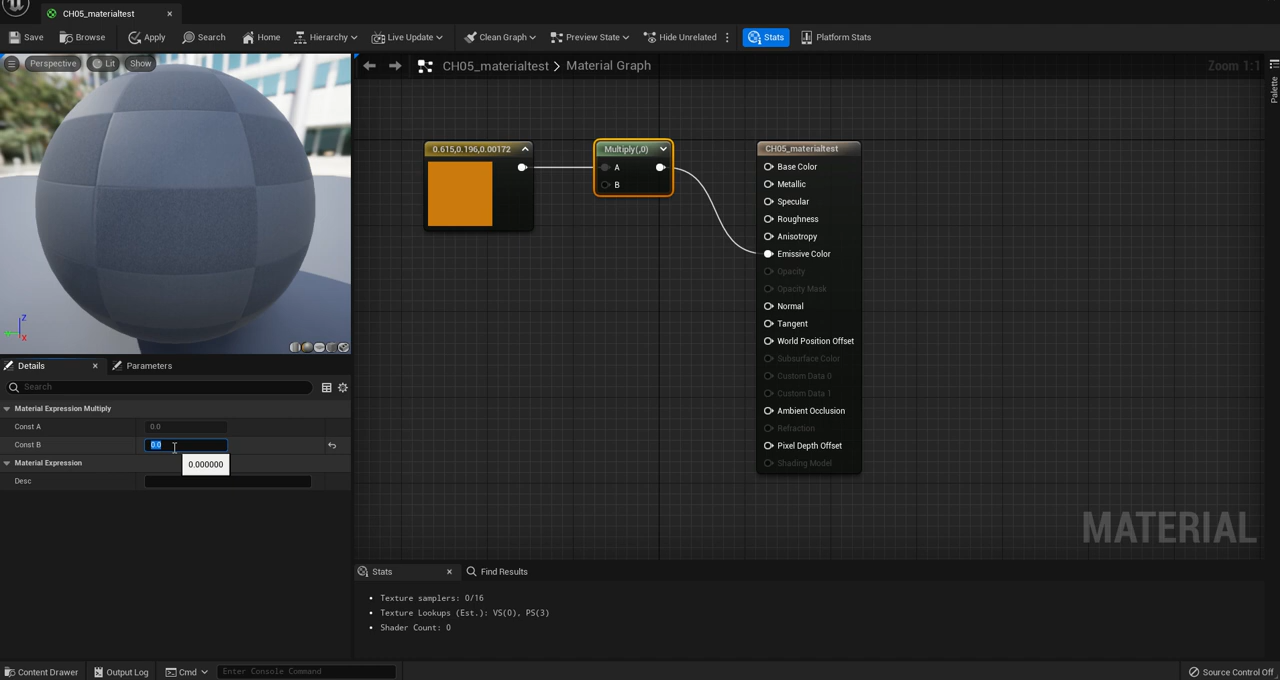 CH05_materialtest
Save Browse Apply Search Home Hierarchy Live Update Clean Graph Preview State Hide Unrelated Stats Platform Stats
Perspective Lit Show
CH05_materialtest > Material Graph
Zoom 1:1
Palette
0.615,0.196,0.00172
Multiply(,0)
A
B
CH05_materialtest
Base Color
Metallic
Specular
Roughness
Anisotropy
Emissive Color
Opacity
Opacity Mask
Normal
Tangent
World Position Offset
Subsurface Color
Custom Data 0
Custom Data 1
Ambient Occlusion
Refraction
Pixel Depth Offset
Shading Model
MATERIAL
Z
X
Details Parameters
Search
Material Expression Multiply
Const A 0.0
Const B 0.0
0.000000
Material Expression
Desc
Stats Find Results
• Texture samplers: 0/16
• Texture Lookups (Est.): VS(0), PS(3)
• Shader Count: 0
Content Drawer Output Log Cmd Enter Console Command Source Control Off